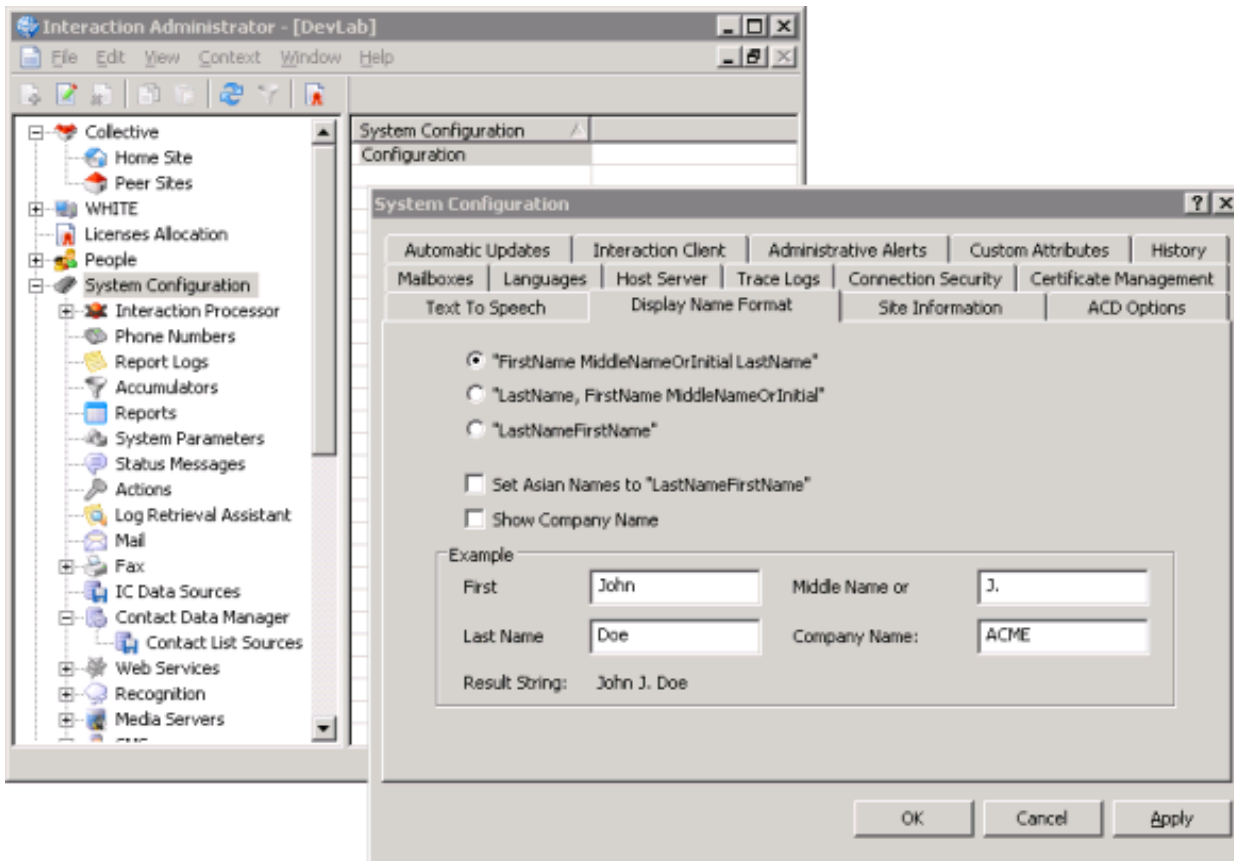 Interaction Administrator - [DevLab]
File Edit View Context Window Help
Collective
Home Site
Peer Sites
WHITE
Licenses Allocation
People
System Configuration
Interaction Processor
Phone Numbers
Report Logs
Accumulators
Reports
System Parameters
Status Messages
Actions
Log Retrieval Assistant
Mail
Fax
IC Data Sources
Contact Data Manager
Contact List Sources
Web Services
Recognition
Media Servers
System Configuration
Configuration
System Configuration
Automatic Updates Interaction Client Administrative Alerts Custom Attributes History
Mailboxes Languages Host Server Trace Logs Connection Security Certificate Management
Text To Speech Display Name Format Site Information ACD Options
"FirstName MiddleNameOrInitial LastName"
"LastName, FirstName MiddleNameOrInitial"
"LastNameFirstName"
Set Asian Names to "LastNameFirstName"
Show Company Name
Example
First John Middle Name or J.
Last Name Doe Company Name: ACME
Result String: John J. Doe
OK Cancel Apply